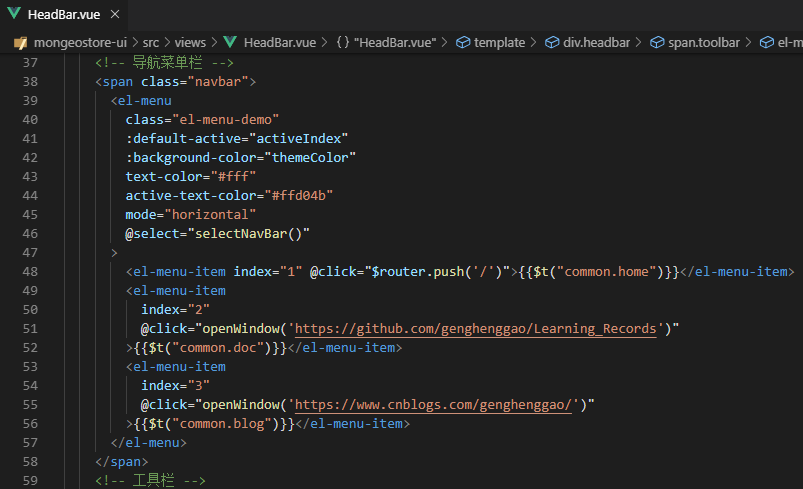 HeadBar.vue
mongeostore-ui > src > views > HeadBar.vue > {} "HeadBar.vue" > template > div.headbar > span.toolbar > el-m
37 <!-- 导航菜单栏 -->
38 <span class="navbar">
39 <el-menu
40 class="el-menu-demo"
41 :default-active="activeIndex"
42 :background-color="themeColor"
43 text-color="#fff"
44 active-text-color="#ffd04b"
45 mode="horizontal"
46 @select="selectNavBar()"
47 >
48 <el-menu-item index="1" @click="$router.push('/')">{{$t("common.home")}}</el-menu-item>
49 <el-menu-item
50 index="2"
51 @click="openWindow('https://github.com/genghenggao/Learning_Records')"
52 >{{$t("common.doc")}}</el-menu-item>
53 <el-menu-item
54 index="3"
55 @click="openWindow('https://www.cnblogs.com/genghenggao/')"
56 >{{$t("common.blog")}}</el-menu-item>
57 </el-menu>
58 </span>
59 <!-- 工具栏 -->